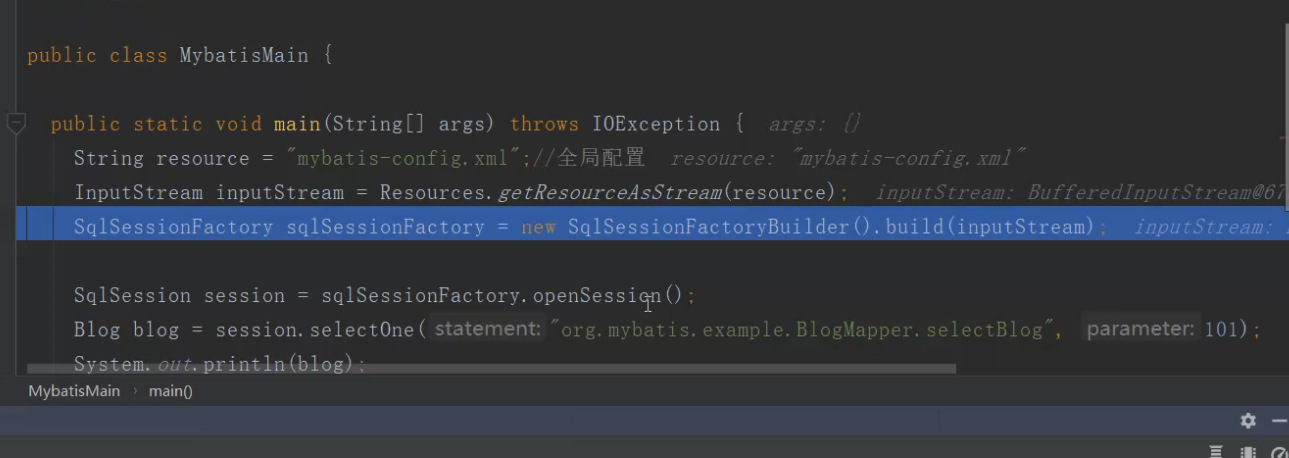 public class MybatisMain {
public static void main(String[] args) throws IOException {  args: {}
String resource = "mybatis-config.xml";//全局配置  resource: "mybatis-config.xml"
InputStream inputStream = Resources.getResourceAsStream(resource);  inputStream: BufferedInputStream@67
SqlSessionFactory sqlSessionFactory = new SqlSessionFactoryBuilder().build(inputStream);  inputStream:
SqlSession session = sqlSessionFactory.openSession();
Blog blog = session.selectOne( statement: "org.mybatis.example.BlogMapper.selectBlog",  parameter: 101);
System.out.println(blog);
MybatisMain › main()